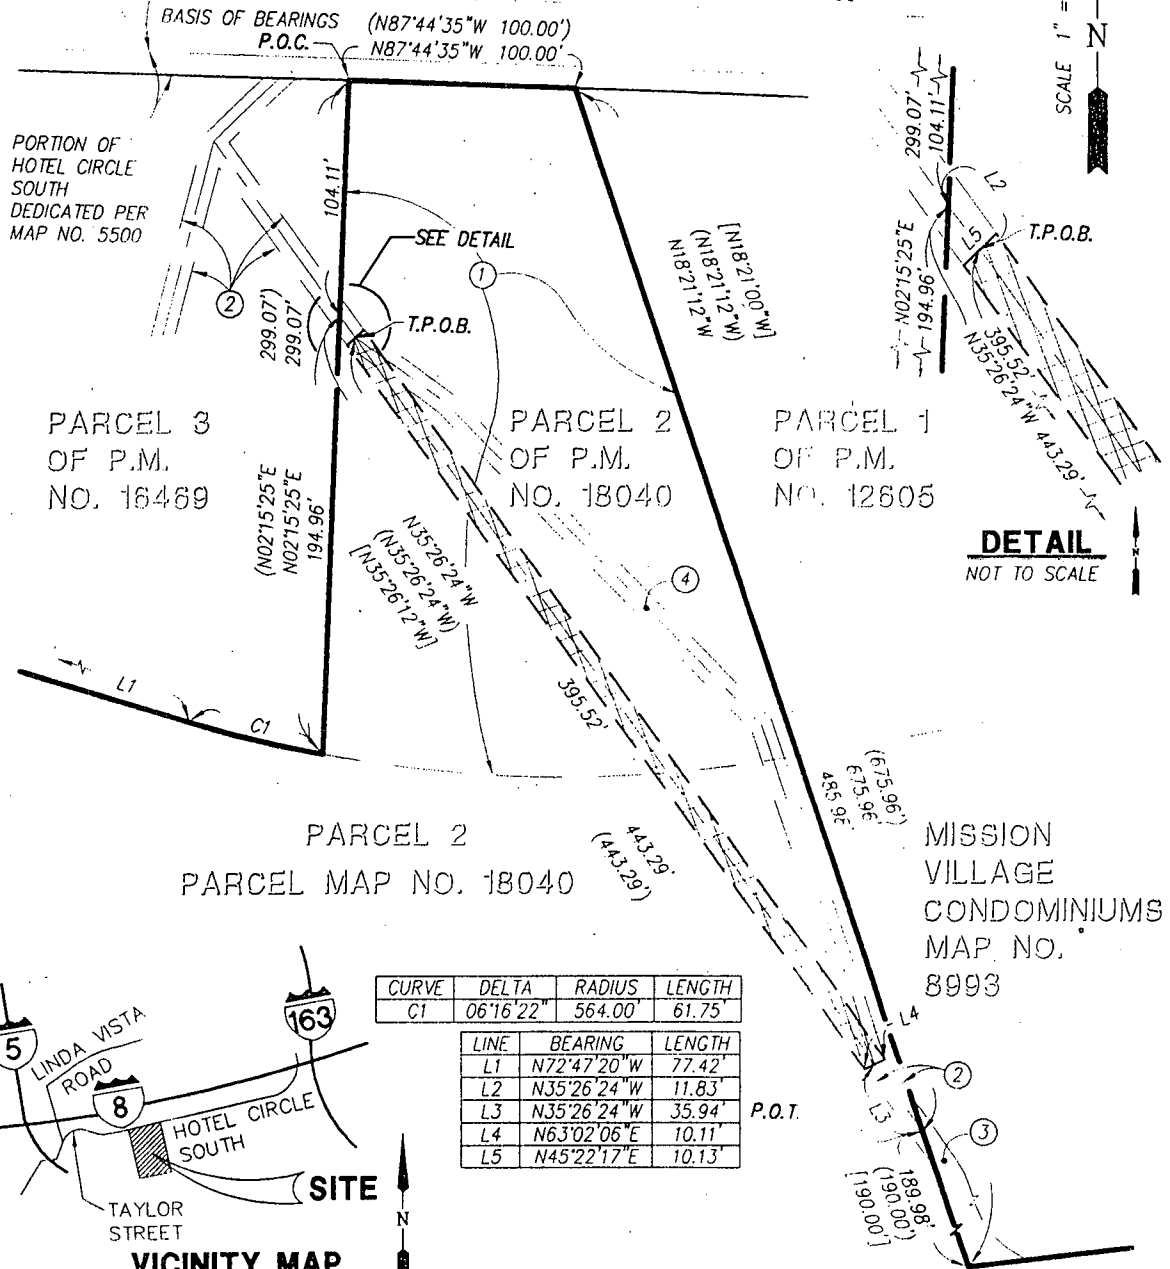 BASIS OF BEARINGS (N87°44'35"W 100.00')
P.O.C. N87°44'35"W 100.00'
SCALE 1" =
N
PORTION OF
HOTEL CIRCLE
SOUTH
DEDICATED PER
MAP NO. 5500
104.11'
SEE DETAIL
1
2
299.07')
299.07'
T.P.O.B.
[N18°21'00"W]
(N18°21'12"W)
N18°21'12"W
299.07'
104.11'
L2
L5
T.P.O.B.
N02°15'25"E
194.96'
395.52'
N35°26'24"W 443.29'
DETAIL
NOT TO SCALE
N
PARCEL 3
OF P.M.
NO. 16469
PARCEL 2
OF P.M.
NO. 18040
PARCEL 1
OF P.M.
NO. 12605
(N02°15'25"E
N02°15'25"E
194.96'
N35°26'24"W
(N35°26'24"W)
[N35°26'12"W]
4
395.52'
L1
C1
(675.96')
675.96'
485.98'
443.29'
(443.29')
PARCEL 2
PARCEL MAP NO. 18040
MISSION
VILLAGE
CONDOMINIUMS
MAP NO.
8993
L4
2
L3
3
189.98'
(190.00')
[190.00']
P.O.T.
CURVE DELTA RADIUS LENGTH
C1 06°16'22" 564.00' 61.75'
LINE BEARING LENGTH
L1 N72°47'20"W 77.42'
L2 N35°26'24"W 11.83'
L3 N35°26'24"W 35.94'
L4 N63°02'06"E 10.11'
L5 N45°22'17"E 10.13'
5
LINDA VISTA
ROAD
8
163
HOTEL CIRCLE
SOUTH
SITE
TAYLOR
STREET
N
VICINITY MAP